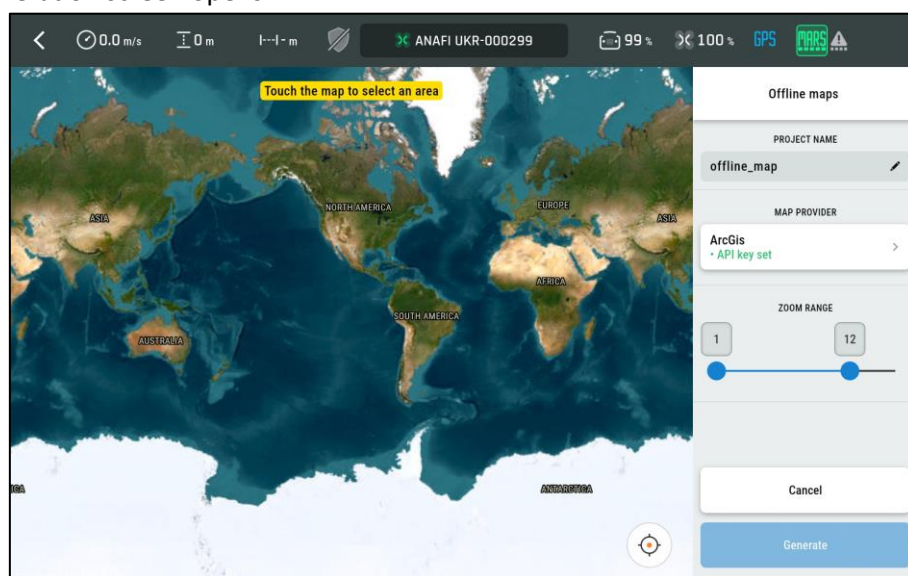 0.0 m/s
0 m
I---I - m
ANAFI UKR-000299
99 %
100 %
GPS
MARS
Touch the map to select an area
Offline maps
PROJECT NAME
offline_map
MAP PROVIDER
ArcGis
• API key set
ZOOM RANGE
1
12
Cancel
Generate
ASIA
NORTH AMERICA
EUROPE
ASIA
AFRICA
SOUTH AMERICA
AUSTRALIA
ICA
ANTARCTICA